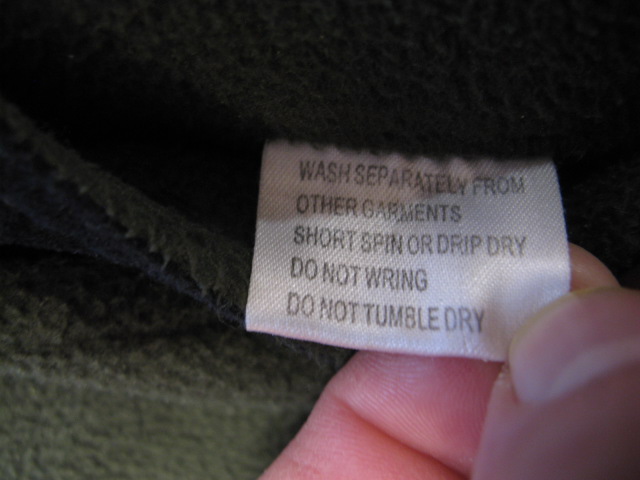 WASH SEPARATELY FROM
OTHER GARMENTS
SHORT SPIN OR DRIP DRY
DO NOT WRING
DO NOT TUMBLE DRY